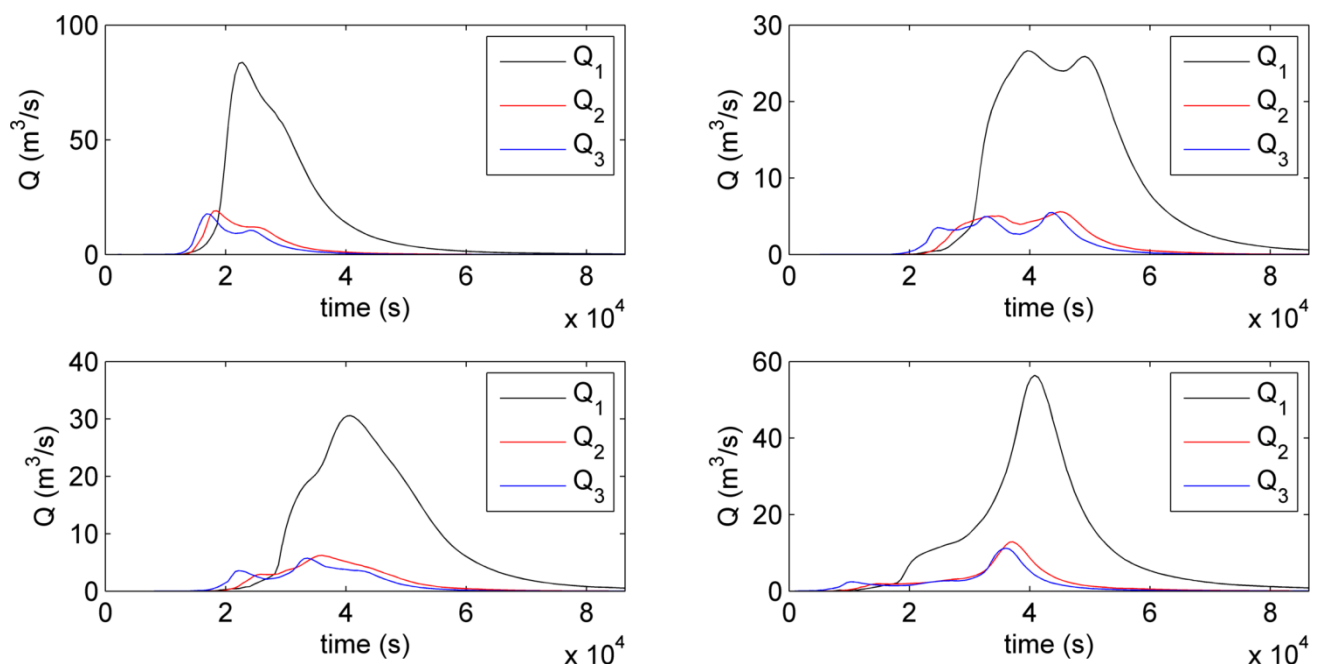 100
50
0
Q (m³/s)
Q₁
Q₂
Q₃
0 2 4 6 8
time (s)
x 10⁴
30
20
10
0
Q (m³/s)
Q₁
Q₂
Q₃
0 2 4 6 8
time (s)
x 10⁴
40
30
20
10
0
Q (m³/s)
Q₁
Q₂
Q₃
0 2 4 6 8
time (s)
x 10⁴
60
40
20
0
Q (m³/s)
Q₁
Q₂
Q₃
0 2 4 6 8
time (s)
x 10⁴